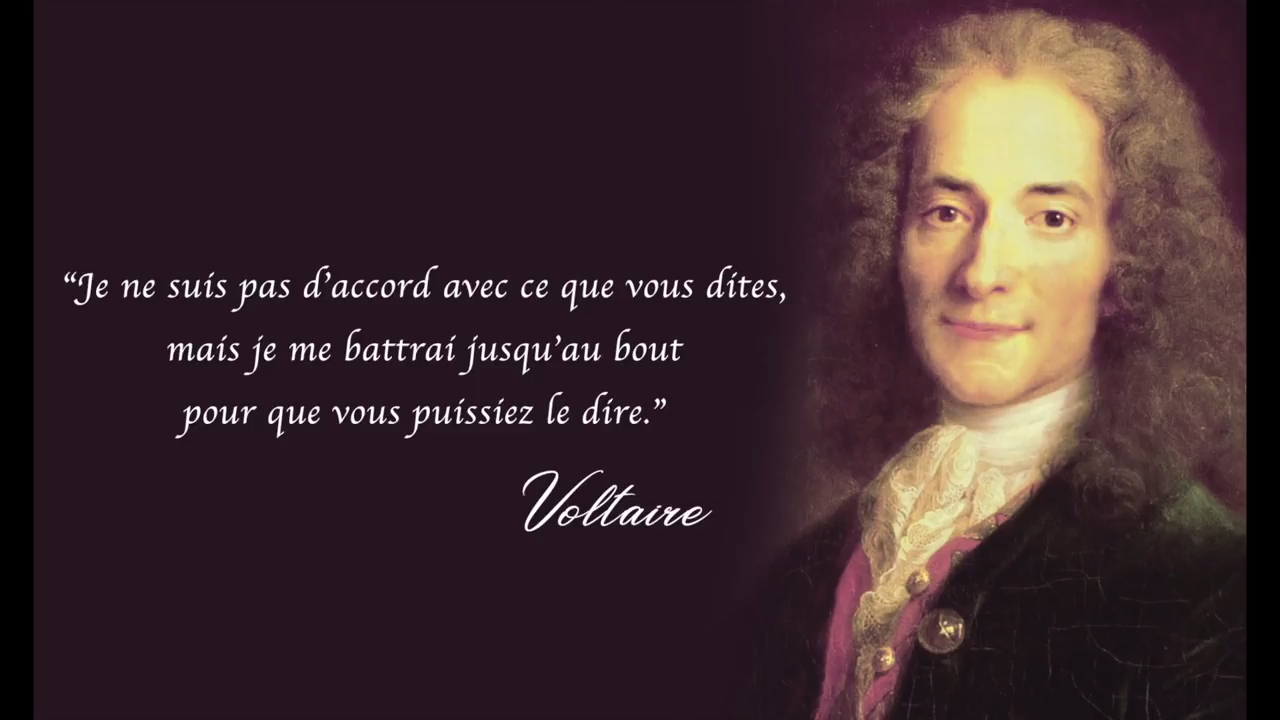 “Je ne suis pas d’accord avec ce que vous dites,
mais je me battrai jusqu’au bout
pour que vous puissiez le dire.”
Voltaire